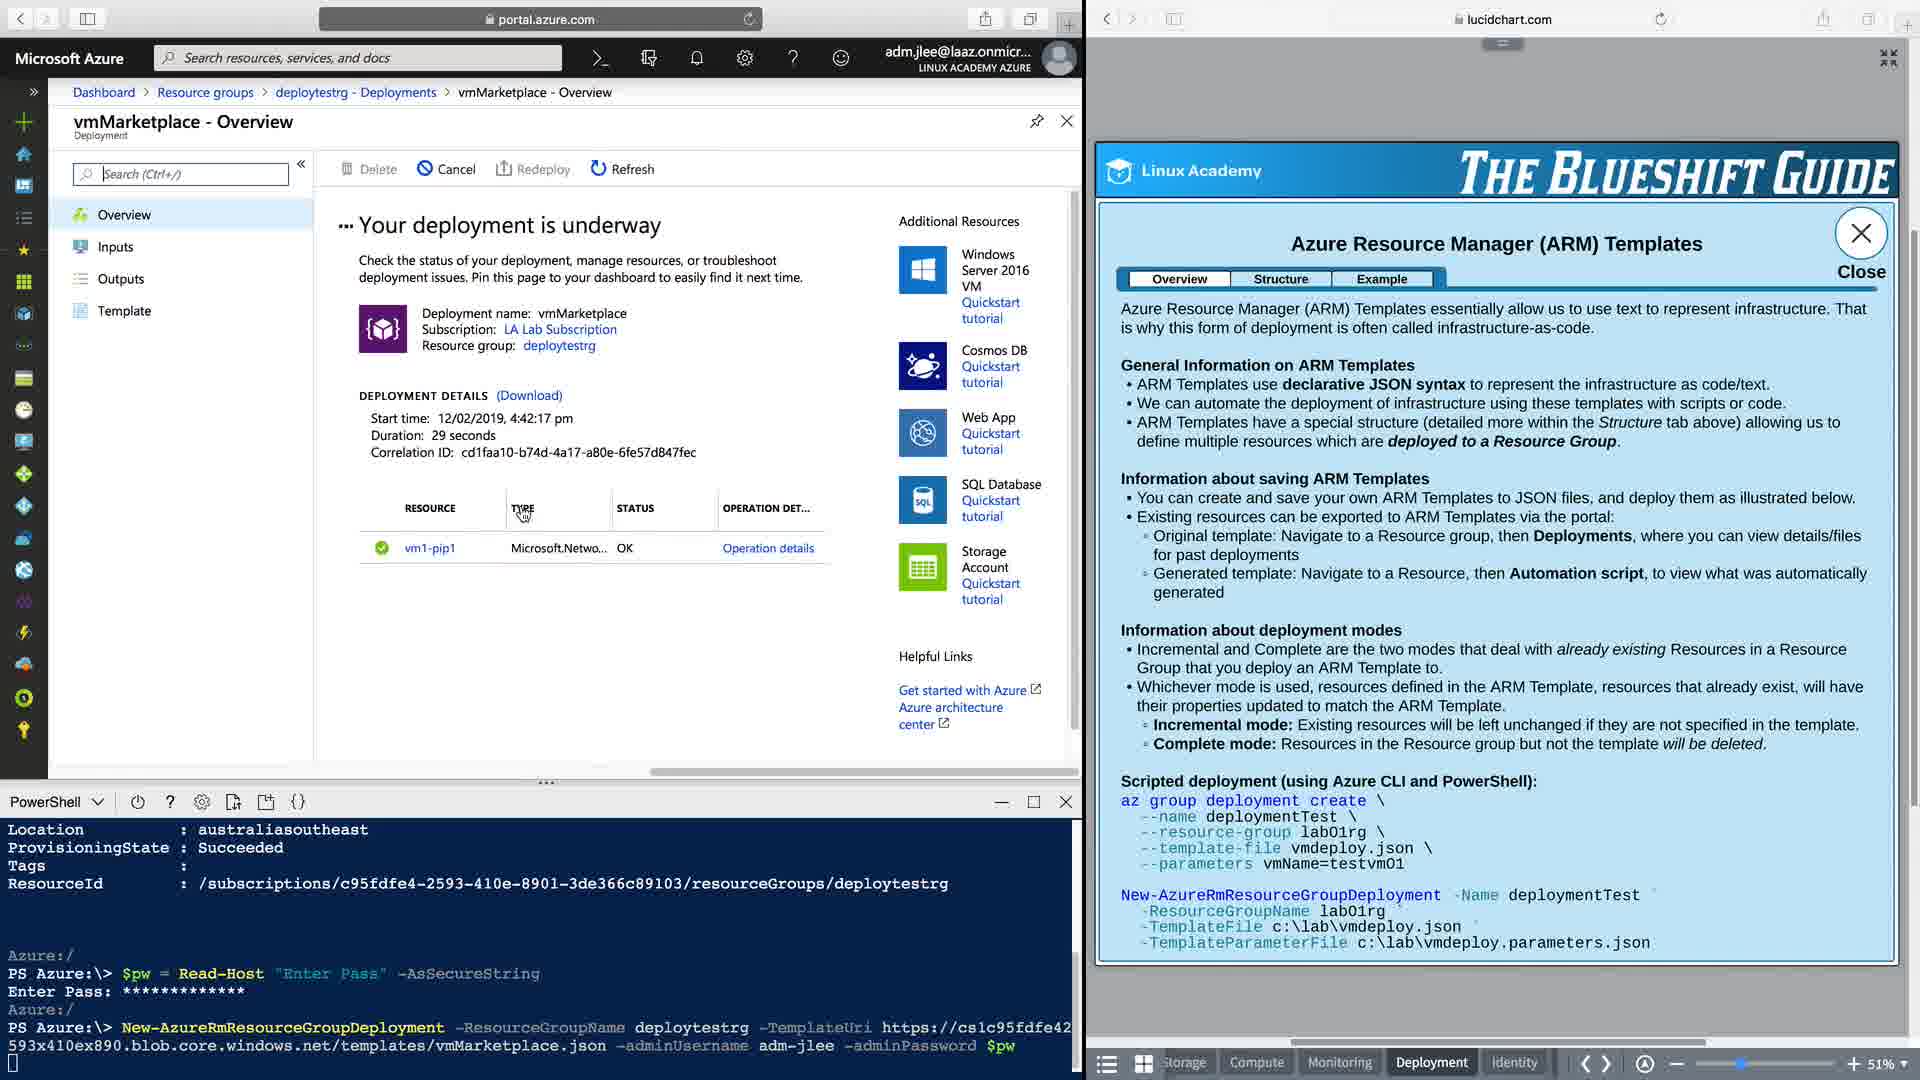 portal.azure.com
Microsoft Azure
Search resources, services, and docs
adm.jlee@laaz.onmicr...
LINUX ACADEMY AZURE
Dashboard > Resource groups > deploytestrg - Deployments > vmMarketplace - Overview
vmMarketplace - Overview
Deployment
Search (Ctrl+/)
Overview
Inputs
Outputs
Template
Delete
Cancel
Redeploy
Refresh
Your deployment is underway
Check the status of your deployment, manage resources, or troubleshoot
deployment issues. Pin this page to your dashboard to easily find it next time.
Deployment name: vmMarketplace
Subscription: LA Lab Subscription
Resource group: deploytestrg
DEPLOYMENT DETAILS (Download)
Start time: 12/02/2019, 4:42:17 pm
Duration: 29 seconds
Correlation ID: cd1faa10-b74d-4a17-a80e-6fe57d847fec
RESOURCE TYPE STATUS OPERATION DET...
vm1-pip1 Microsoft.Netwo... OK Operation details
Additional Resources
Windows
Server 2016
VM
Quickstart
tutorial
Cosmos DB
Quickstart
tutorial
Web App
Quickstart
tutorial
SQL
SQL Database
Quickstart
tutorial
Storage
Account
Quickstart
tutorial
Helpful Links
Get started with Azure
Azure architecture
center
PowerShell
Location : australiasoutheast
ProvisioningState : Succeeded
Tags :
ResourceId : /subscriptions/c95fdfe4-2593-410e-8901-3de366c89103/resourceGroups/deploytestrg
Azure:/
PS Azure:\> $pw = Read-Host "Enter Pass" -AsSecureString
Enter Pass: *************
Azure:/
PS Azure:\> New-AzureRmResourceGroupDeployment -ResourceGroupName deploytestrg -TemplateUri https://cs1c95fdfe42
593x410ex890.blob.core.windows.net/templates/vmMarketplace.json -adminUsername adm-jlee -adminPassword $pw
lucidchart.com
Linux Academy
THE BLUESHIFT GUIDE
Azure Resource Manager (ARM) Templates
Close
Overview Structure Example
Azure Resource Manager (ARM) Templates essentially allow us to use text to represent infrastructure. That
is why this form of deployment is often called infrastructure-as-code.
General Information on ARM Templates
• ARM Templates use declarative JSON syntax to represent the infrastructure as code/text.
• We can automate the deployment of infrastructure using these templates with scripts or code.
• ARM Templates have a special structure (detailed more within the Structure tab above) allowing us to
define multiple resources which are deployed to a Resource Group.
Information about saving ARM Templates
• You can create and save your own ARM Templates to JSON files, and deploy them as illustrated below.
• Existing resources can be exported to ARM Templates via the portal:
◦ Original template: Navigate to a Resource group, then Deployments, where you can view details/files
for past deployments
◦ Generated template: Navigate to a Resource, then Automation script, to view what was automatically
generated
Information about deployment modes
• Incremental and Complete are the two modes that deal with already existing Resources in a Resource
Group that you deploy an ARM Template to.
• Whichever mode is used, resources defined in the ARM Template, resources that already exist, will have
their properties updated to match the ARM Template.
◦ Incremental mode: Existing resources will be left unchanged if they are not specified in the template.
◦ Complete mode: Resources in the Resource group but not the template will be deleted.
Scripted deployment (using Azure CLI and PowerShell):
az group deployment create \
--name deploymentTest \
--resource-group lab01rg \
--template-file vmdeploy.json \
--parameters vmName=testvm01
New-AzureRmResourceGroupDeployment -Name deploymentTest `
-ResourceGroupName lab01rg `
-TemplateFile c:\lab\vmdeploy.json `
-TemplateParameterFile c:\lab\vmdeploy.parameters.json
Storage Compute Monitoring Deployment Identity
51%